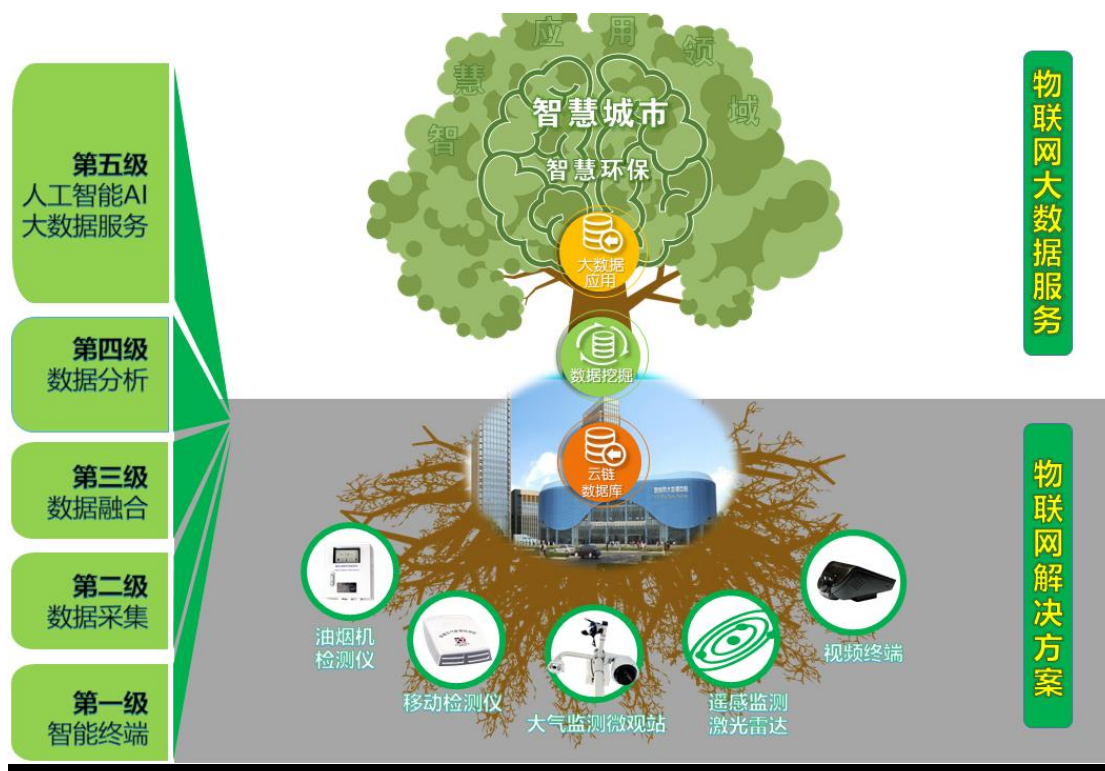 智慧应用领域
智慧城市
智慧环保
大数据
应用
数据挖掘
云链
数据库
第五级
人工智能AI
大数据服务
第四级
数据分析
第三级
数据融合
第二级
数据采集
第一级
智能终端
油烟机
检测仪
移动检测仪
大气监测微观站
遥感监测
激光雷达
视频终端
物联网大数据服务
物联网解决方案